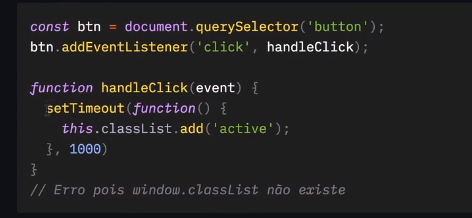 const btn = document.querySelector('button');
btn.addEventListener('click', handleClick);
function handleClick(event) {
setTimeout(function() {
this.classList.add('active');
}, 1000)
}
// Erro pois window.classList não existe